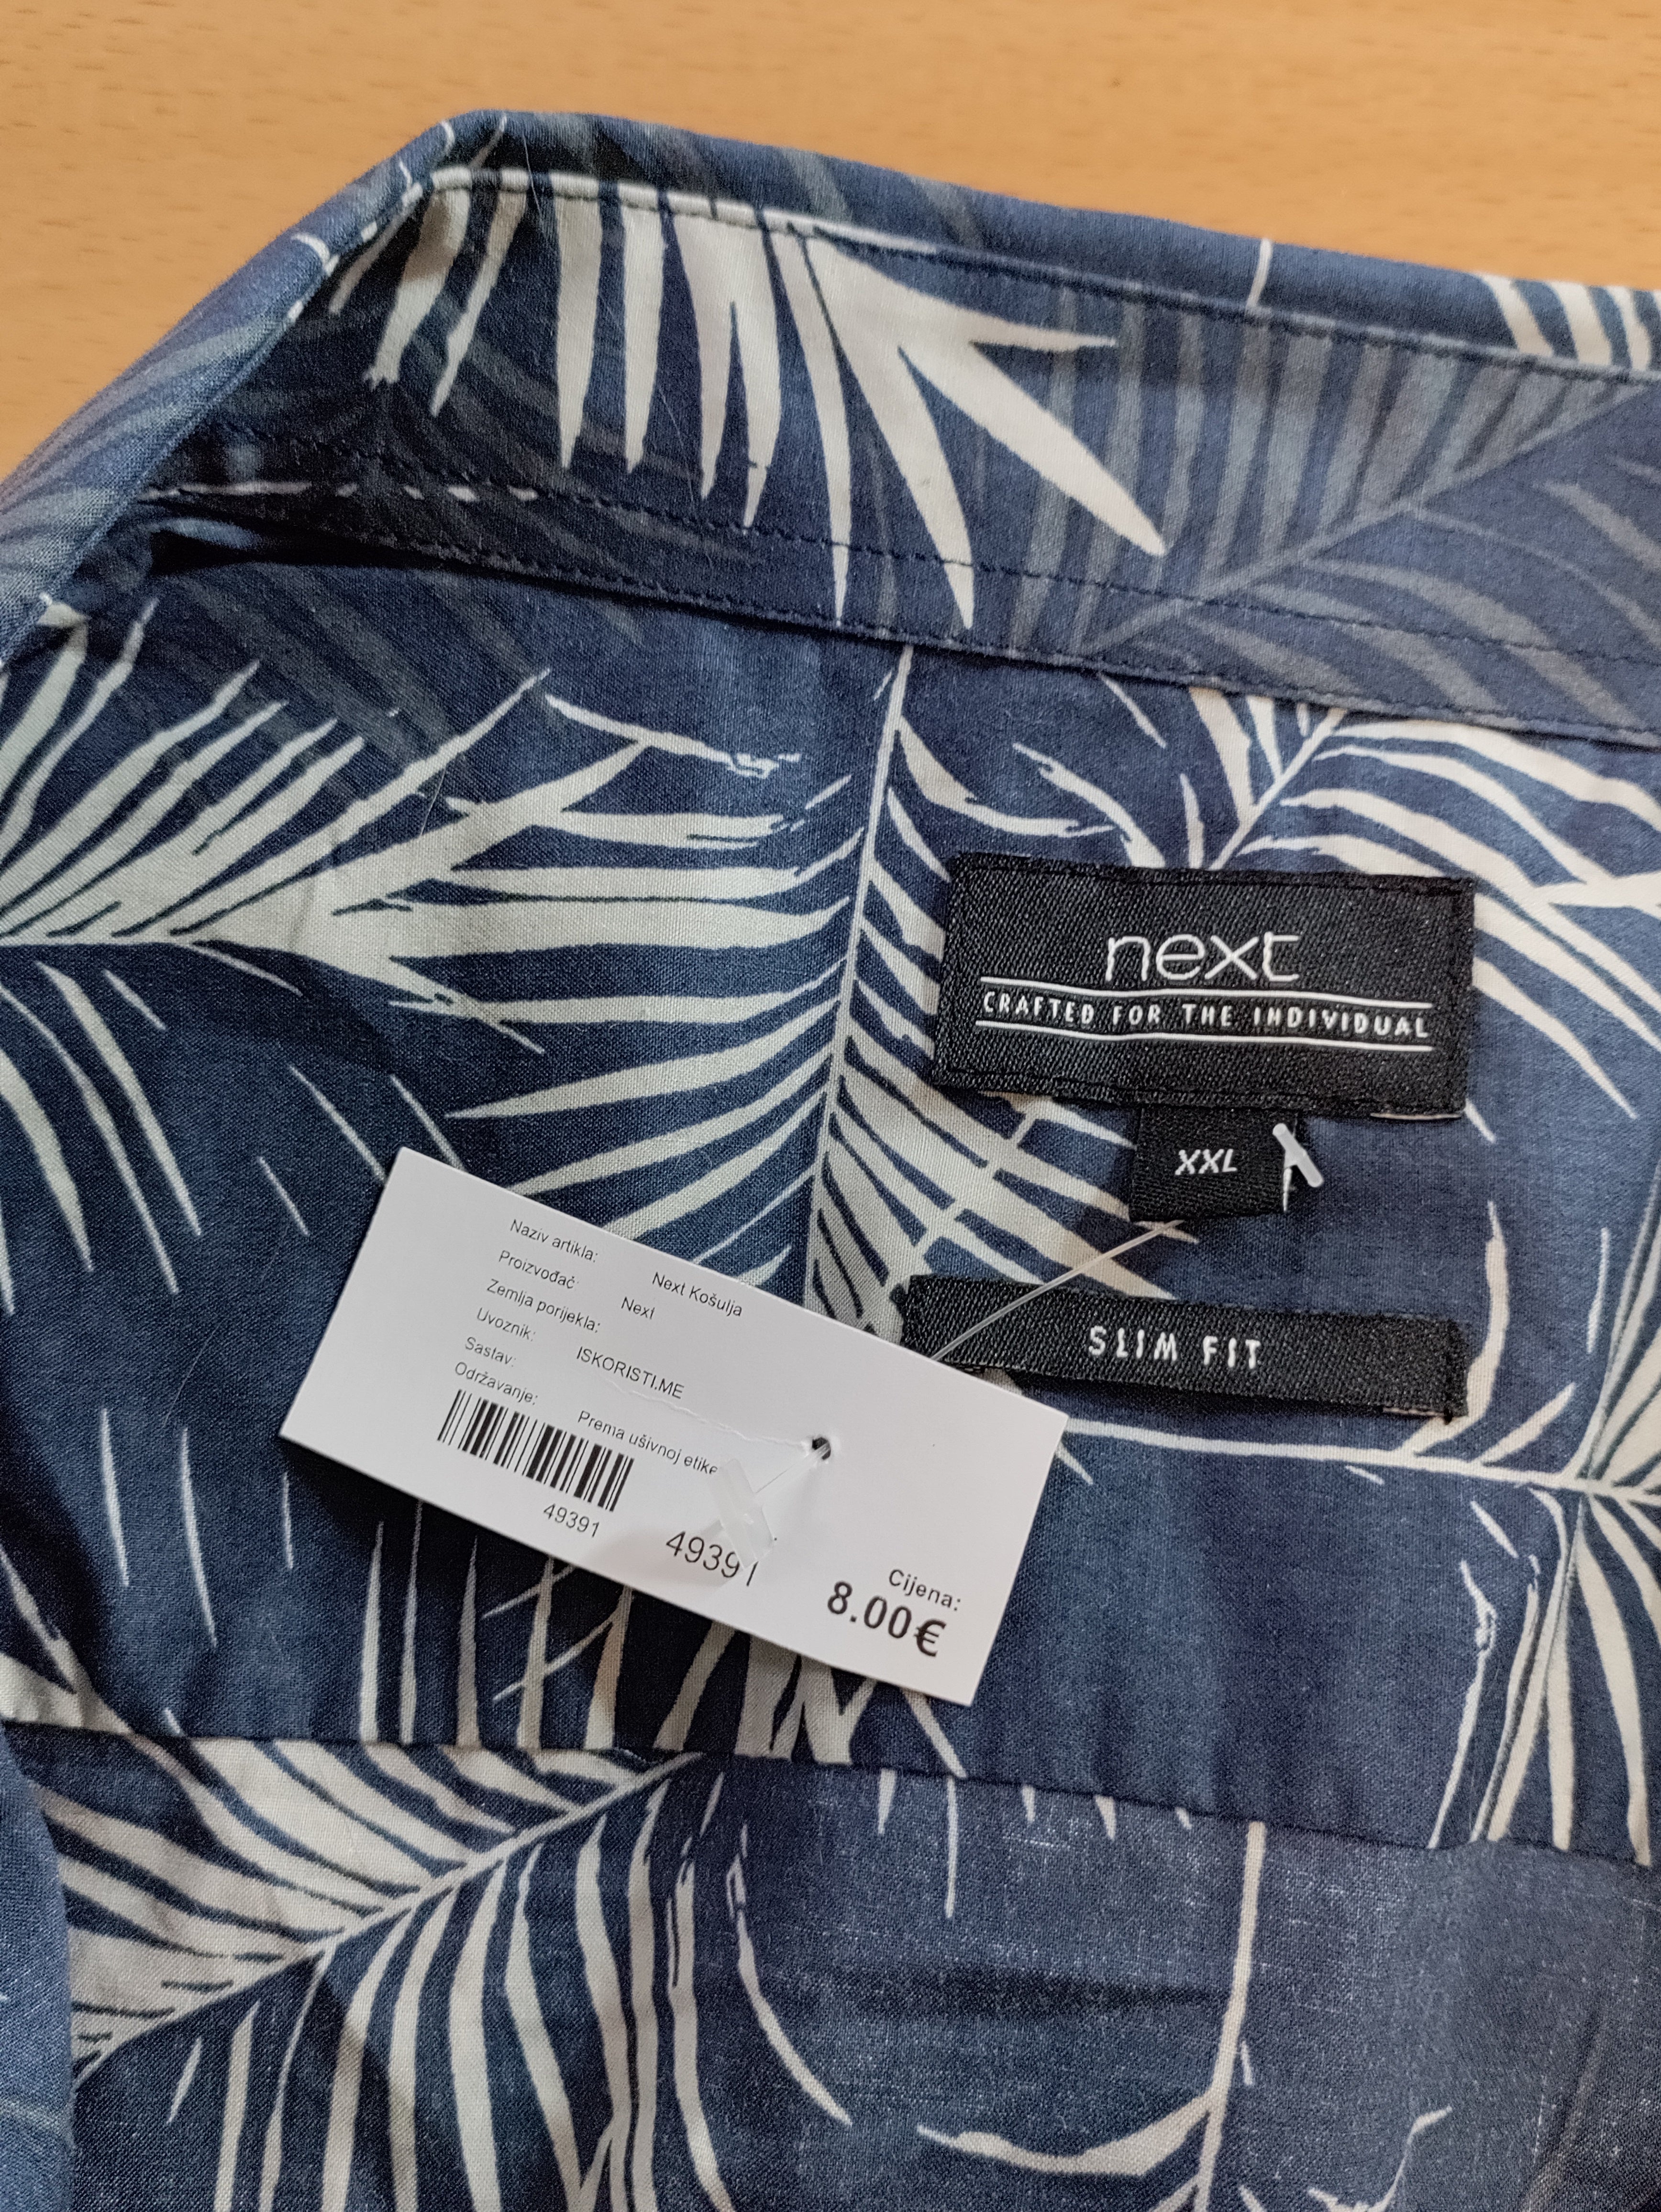 next
CRAFTED FOR THE INDIVIDUAL
XXL
SLIM FIT
Naziv artikla: Next Košulja
Proizvođač: Next
Zemlja porijekla:
Uvoznik: ISKORISTI.ME
Sastav:
Održavanje: Prema ušivnoj
49391
49391
Cijena:
8.00€